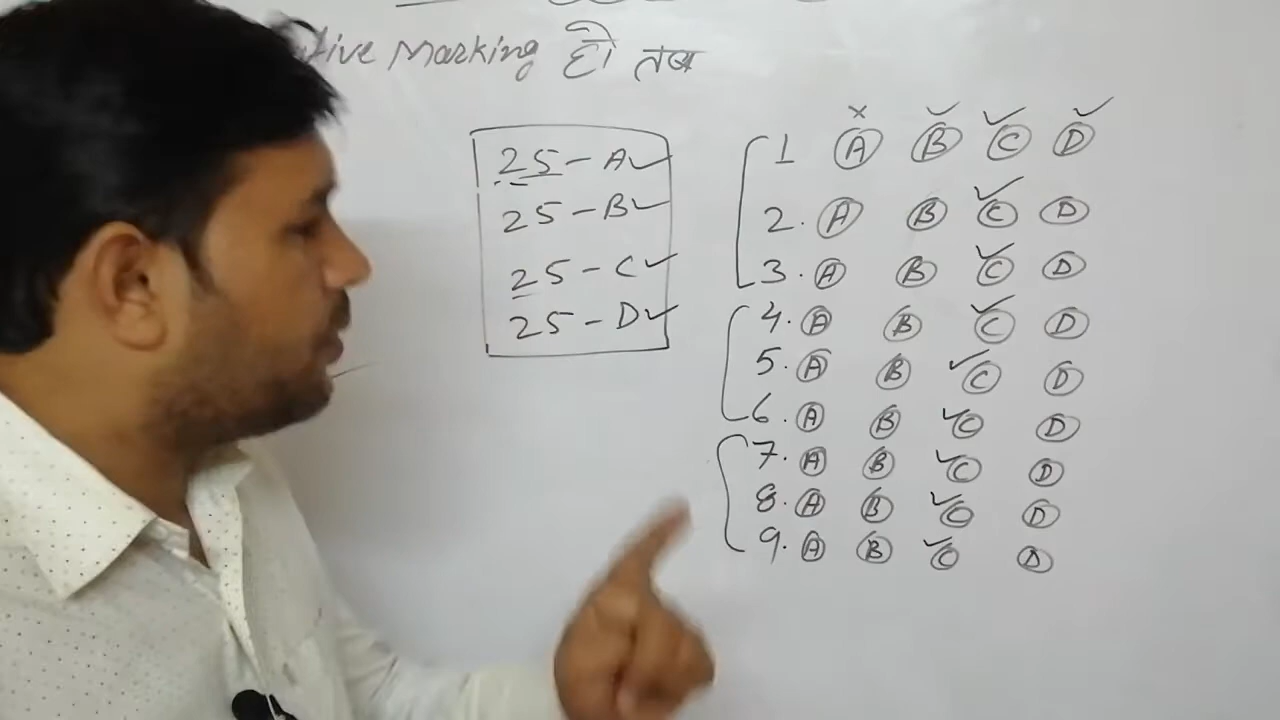 Marking हो तब
25 - A✓
25 - B✓
25 - C✓
25 - D✓
1 A B C D
2. A B C D
3. A B C D
4. A B C D
5. A B C D
6. A B C D
7. A B C D
8. A B C D
9. A B C D